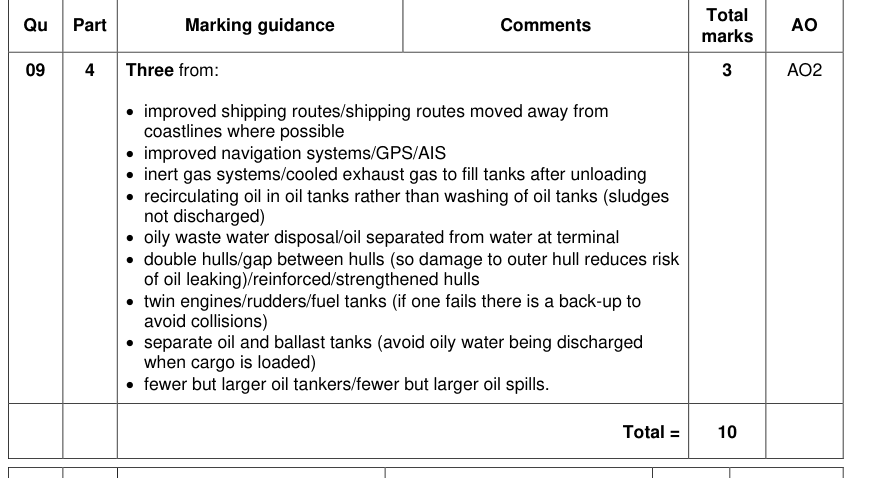 Qu Part Marking guidance Comments Total marks AO
09 4 Three from: 3 AO2
• improved shipping routes/shipping routes moved away from
coastlines where possible
• improved navigation systems/GPS/AIS
• inert gas systems/cooled exhaust gas to fill tanks after unloading
• recirculating oil in oil tanks rather than washing of oil tanks (sludges
not discharged)
• oily waste water disposal/oil separated from water at terminal
• double hulls/gap between hulls (so damage to outer hull reduces risk
of oil leaking)/reinforced/strengthened hulls
• twin engines/rudders/fuel tanks (if one fails there is a back-up to
avoid collisions)
• separate oil and ballast tanks (avoid oily water being discharged
when cargo is loaded)
• fewer but larger oil tankers/fewer but larger oil spills.
Total = 10